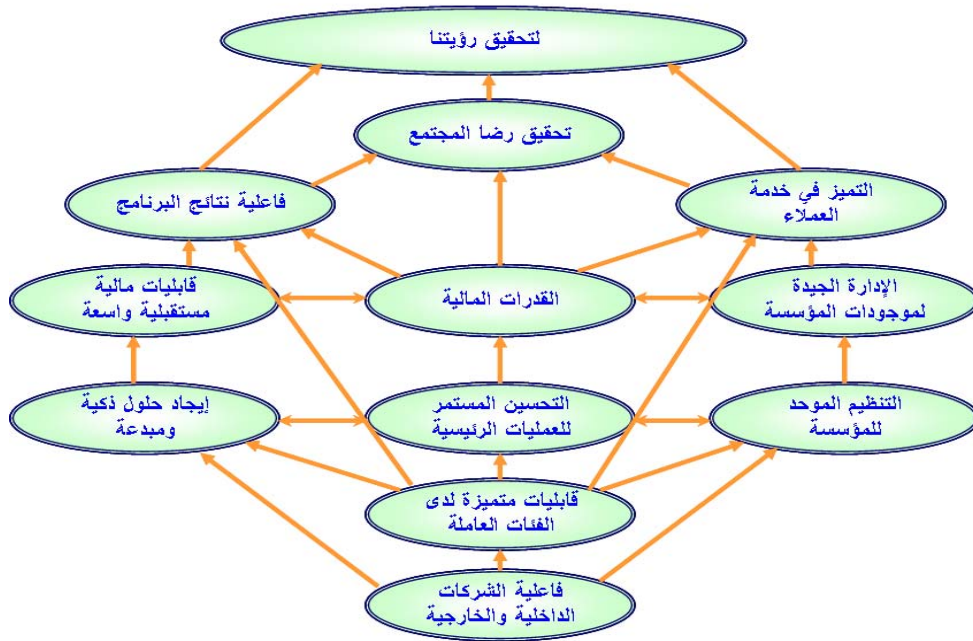 لتحقيق رؤيتنا
تحقيق رضا المجتمع
التميز في خدمة
العملاء
فاعلية نتائج البرنامج
الإدارة الجيدة
لموجودات المؤسسة
القدرات المالية
قابليات مالية
مستقبلية واسعة
التنظيم الموحد
للمؤسسة
التحسين المستمر
للعمليات الرئيسية
إيجاد حلول ذكية
ومبدعة
قابليات متميزة لدى
الفئات العاملة
فاعلية الشركات
الداخلية والخارجية